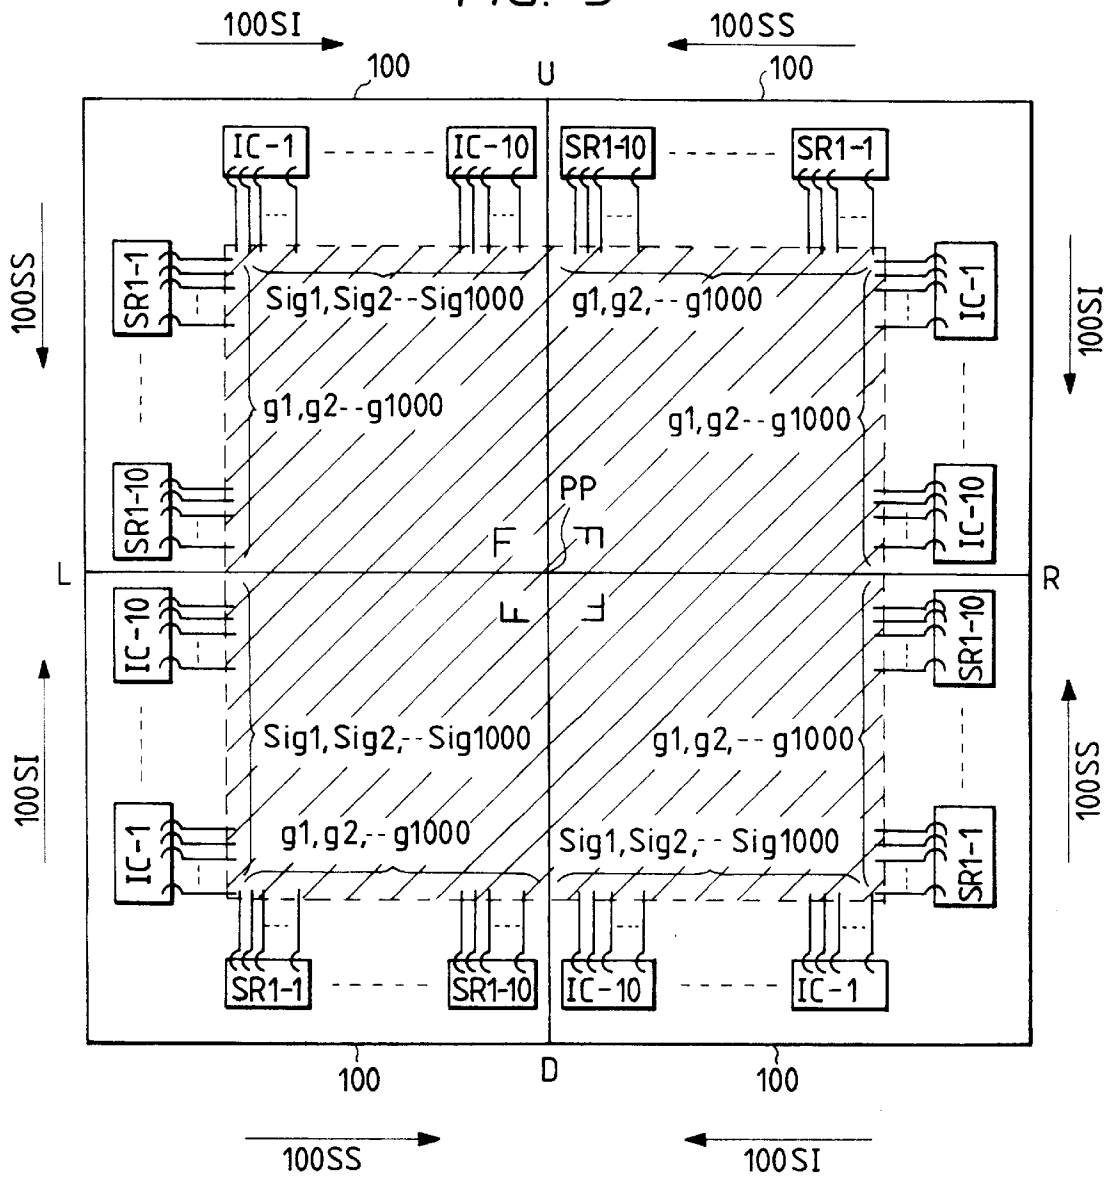 FIG. 5
100SI 100SS
100 U 100
IC-1 IC-10 SR1-10 SR1-1
100SS SR1-1 Sig1,Sig2--Sig1000 g1,g2,--g1000 IC-1 100SI
g1,g2--g1000 g1,g2--g1000
SR1-10 PP IC-10
F F
L R
F F
IC-10 SR1-10
100SI Sig1,Sig2,--Sig1000 g1,g2,--g1000 100SS
IC-1 g1,g2,--g1000 Sig1,Sig2,--Sig1000 SR1-1
SR1-1 SR1-10 IC-10 IC-1
100 D 100
100SS 100SI